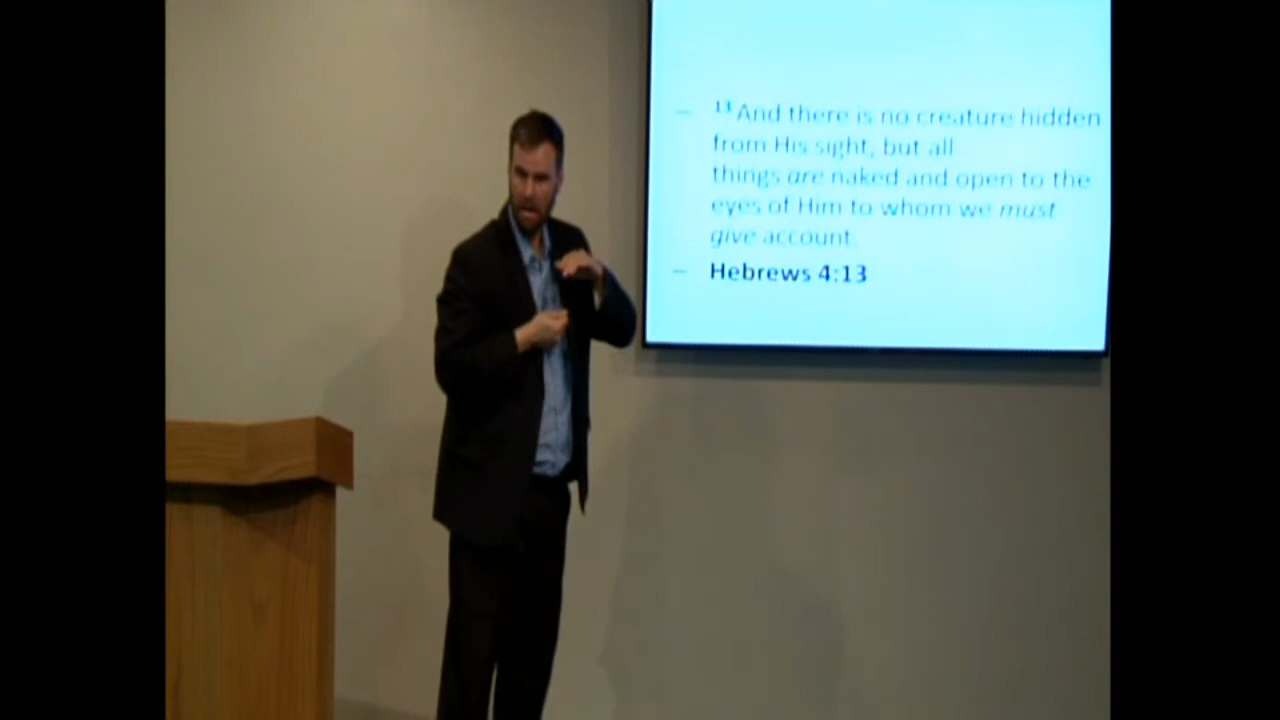 – ¹³ And there is no creature hidden
from His sight, but all
things are naked and open to the
eyes of Him to whom we must
give account.
– Hebrews 4:13